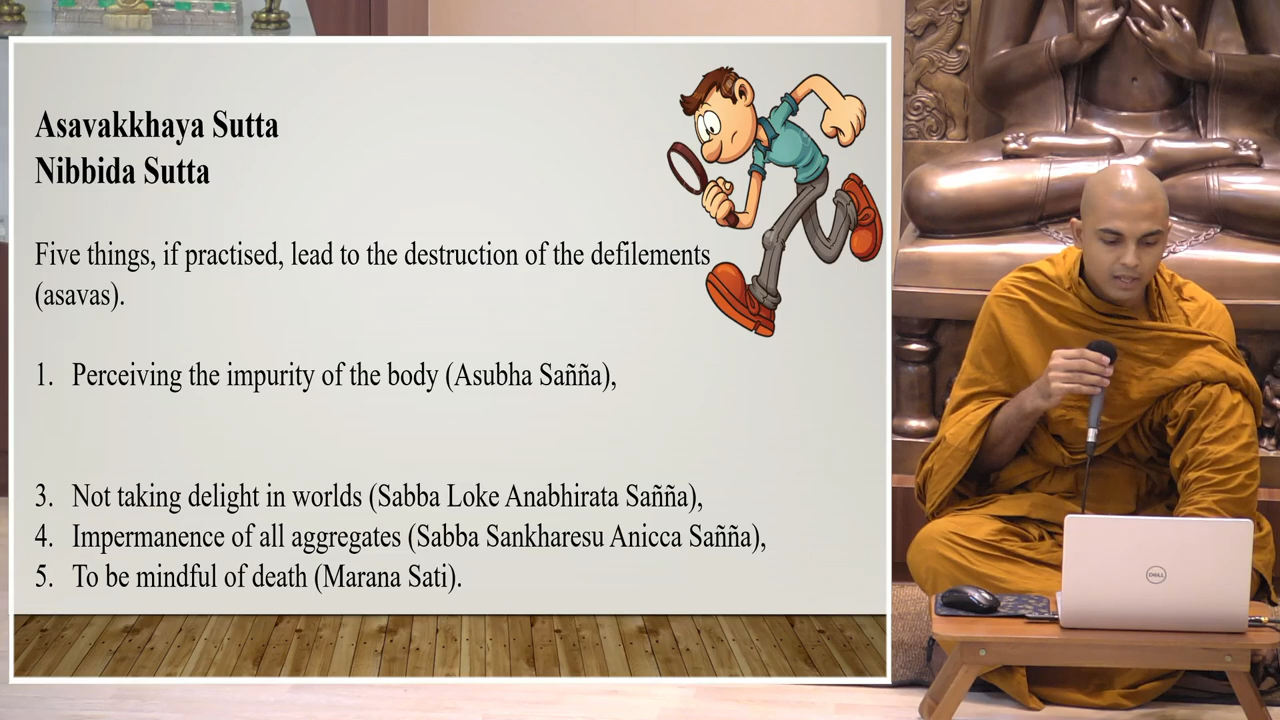 Asavakkhaya Sutta
Nibbida Sutta
Five things, if practised, lead to the destruction of the defilements
(asavas).
1. Perceiving the impurity of the body (Asubha Sañña),
3. Not taking delight in worlds (Sabba Loke Anabhirata Sañña),
4. Impermanence of all aggregates (Sabba Sankharesu Anicca Sañña),
5. To be mindful of death (Marana Sati).
DELL